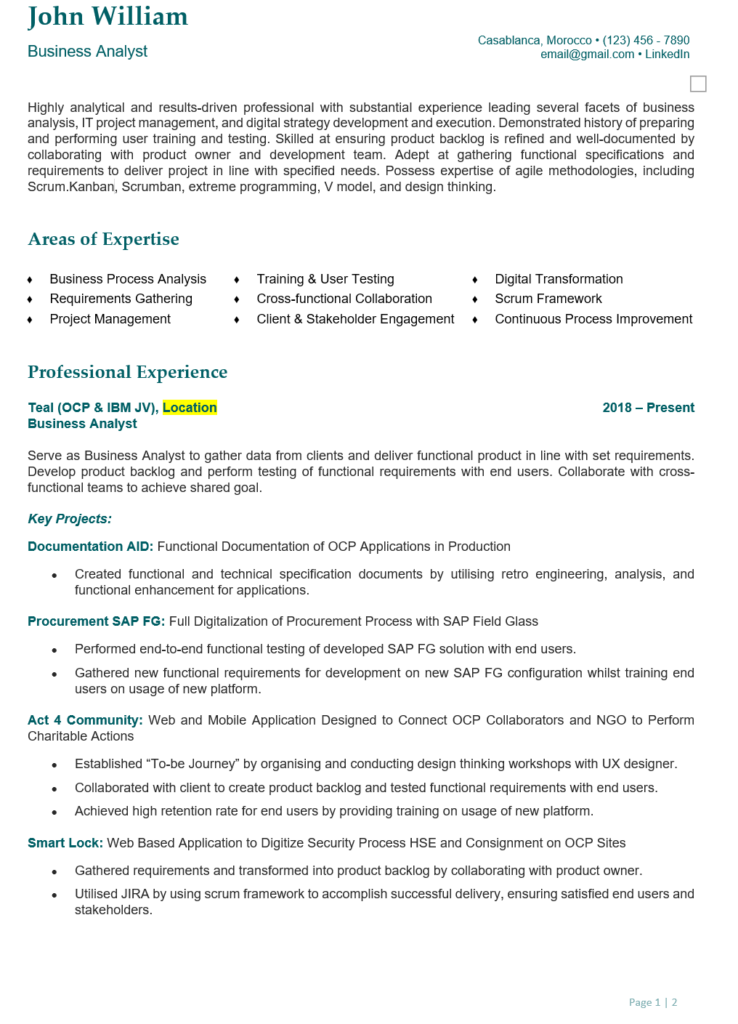 John William
Business Analyst
Casablanca, Morocco • (123) 456 - 7890
email@gmail.com • LinkedIn
Highly analytical and results-driven professional with substantial experience leading several facets of business
analysis, IT project management, and digital strategy development and execution. Demonstrated history of preparing
and performing user training and testing. Skilled at ensuring product backlog is refined and well-documented by
collaborating with product owner and development team. Adept at gathering functional specifications and
requirements to deliver project in line with specified needs. Possess expertise of agile methodologies, including
Scrum.Kanban, Scrumban, extreme programming, V model, and design thinking.
Areas of Expertise
♦ Business Process Analysis ♦ Training & User Testing ♦ Digital Transformation
♦ Requirements Gathering ♦ Cross-functional Collaboration ♦ Scrum Framework
♦ Project Management ♦ Client & Stakeholder Engagement ♦ Continuous Process Improvement
Professional Experience
Teal (OCP & IBM JV), Location 2018 – Present
Business Analyst
Serve as Business Analyst to gather data from clients and deliver functional product in line with set requirements.
Develop product backlog and perform testing of functional requirements with end users. Collaborate with cross-
functional teams to achieve shared goal.
Key Projects:
Documentation AID: Functional Documentation of OCP Applications in Production
• Created functional and technical specification documents by utilising retro engineering, analysis, and
functional enhancement for applications.
Procurement SAP FG: Full Digitalization of Procurement Process with SAP Field Glass
• Performed end-to-end functional testing of developed SAP FG solution with end users.
• Gathered new functional requirements for development on new SAP FG configuration whilst training end
users on usage of new platform.
Act 4 Community: Web and Mobile Application Designed to Connect OCP Collaborators and NGO to Perform
Charitable Actions
• Established “To-be Journey” by organising and conducting design thinking workshops with UX designer.
• Collaborated with client to create product backlog and tested functional requirements with end users.
• Achieved high retention rate for end users by providing training on usage of new platform.
Smart Lock: Web Based Application to Digitize Security Process HSE and Consignment on OCP Sites
• Gathered requirements and transformed into product backlog by collaborating with product owner.
• Utilised JIRA by using scrum framework to accomplish successful delivery, ensuring satisfied end users and
stakeholders.
Page 1 | 2